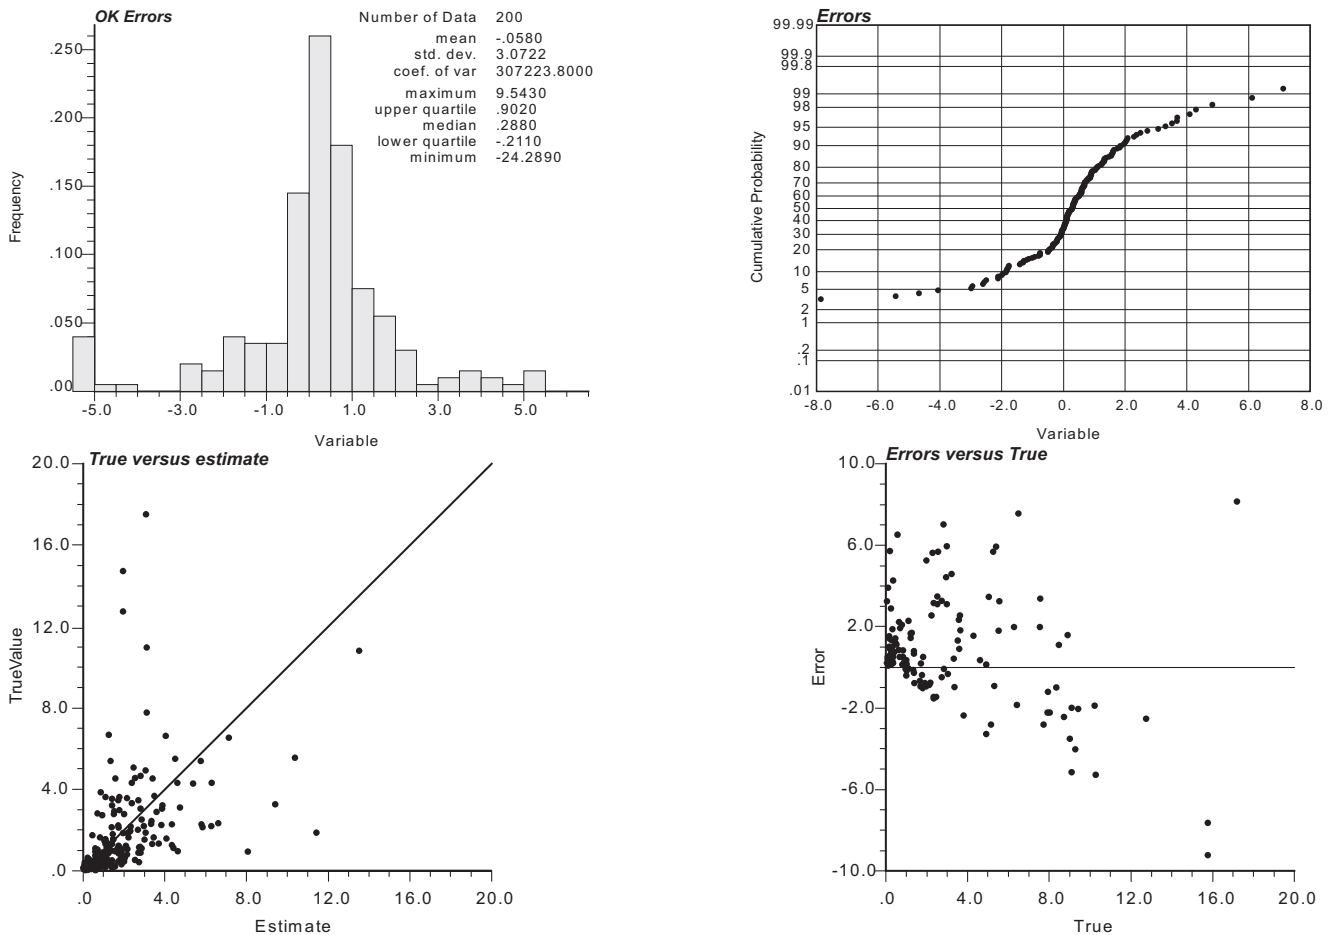 OK Errors
Number of Data 200
mean -.0580
std. dev. 3.0722
coef. of var 307223.8000
maximum 9.5430
upper quartile .9020
median .2880
lower quartile -.2110
minimum -24.2890
Frequency
.250
.200
.150
.100
.050
.00
-5.0 -3.0 -1.0 1.0 3.0 5.0
Variable
Errors
Cumulative Probability
99.99
99.9
99.8
99
98
95
90
80
70
60
50
40
30
20
10
5
2
1
.2
.1
.01
-8.0 -6.0 -4.0 -2.0 0. 2.0 4.0 6.0 8.0
Variable
True versus estimate
TrueValue
20.0
16.0
12.0
8.0
4.0
.0
.0 4.0 8.0 12.0 16.0 20.0
Estimate
Errors versus True
Error
10.0
6.0
2.0
-2.0
-6.0
-10.0
.0 4.0 8.0 12.0 16.0 20.0
True